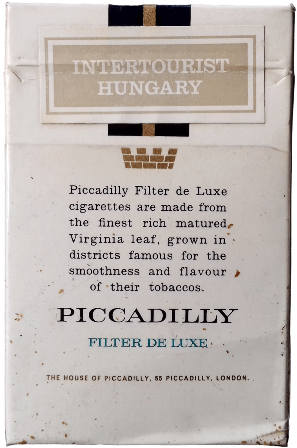 INTERTOURIST
HUNGARY
Piccadilly Filter de Luxe
cigarettes are made from
the finest rich matured
Virginia leaf, grown in
districts famous for the
smoothness and flavour
of their tobaccos.
PICCADILLY
FILTER DE LUXE
THE HOUSE OF PICCADILLY, 55 PICCADILLY, LONDON.